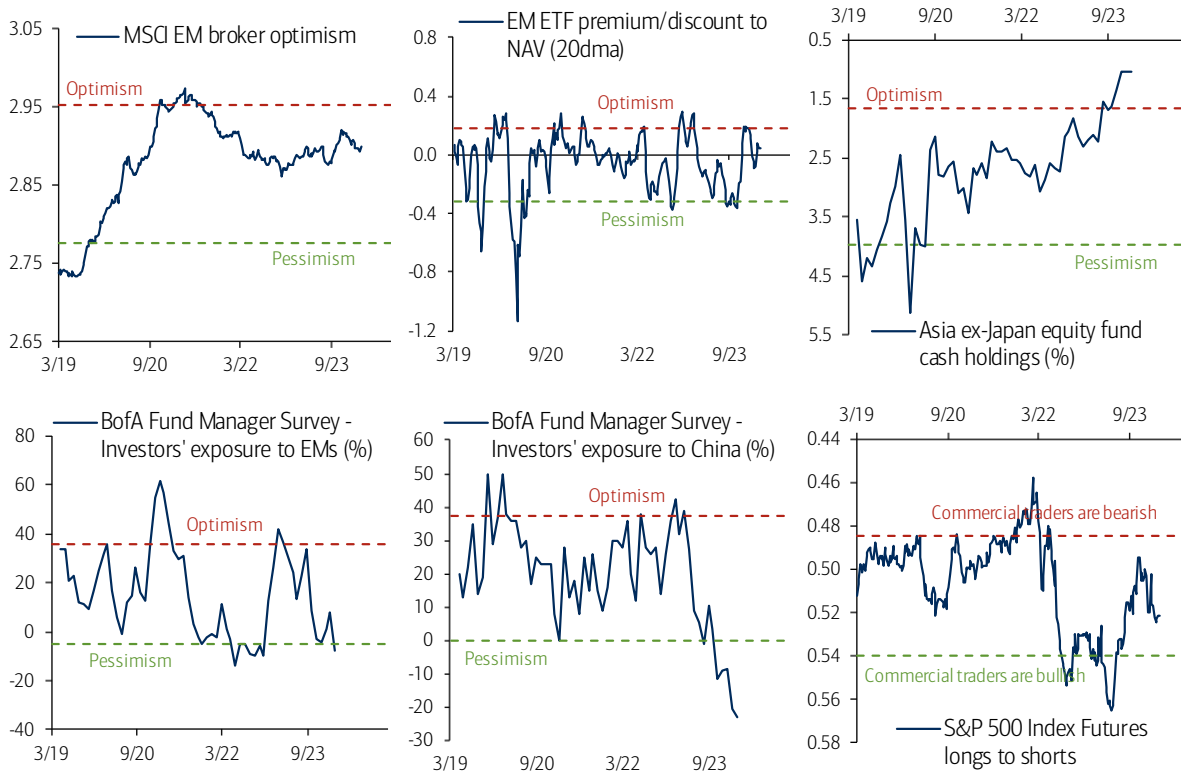 MSCI EM broker optimism
Optimism
Pessimism
2.95
2.85
2.75
2.65
3/19
9/20
3/22
9/23
EM ETF premium/discount to
NAV (20dma)
0.8
0.4
0.0
-0.4
-0.8
-1.2
Optimism
Pessimism
3/19
9/20
3/22
9/23
3/19
9/20
3/22
9/23
0.5
1.5
2.5
3.5
4.5
5.5
Optimism
Pessimism
Asia ex-Japan equity fund
cash holdings (%)
BofA Fund Manager Survey -
Investors' exposure to EMs (%)
80
60
40
20
0
-20
40
Optimism
Pessimism
3/19
9/20
3/22
9/23
BofA Fund Manager Survey -
Investors' exposure to China (%)
60
50
40
30
20
10
0
-10
-20
-30
Optimism
Pessimism
3/19
9/20
3/22
9/23
3/19
9/20
3/22
9/23
0.44
0.46
0.48
0.50
0.52
0.54
0.56
0.58
Commercial traders are bearish
Commercial traders are bullish
S&P 500 Index Futures
longs to shorts